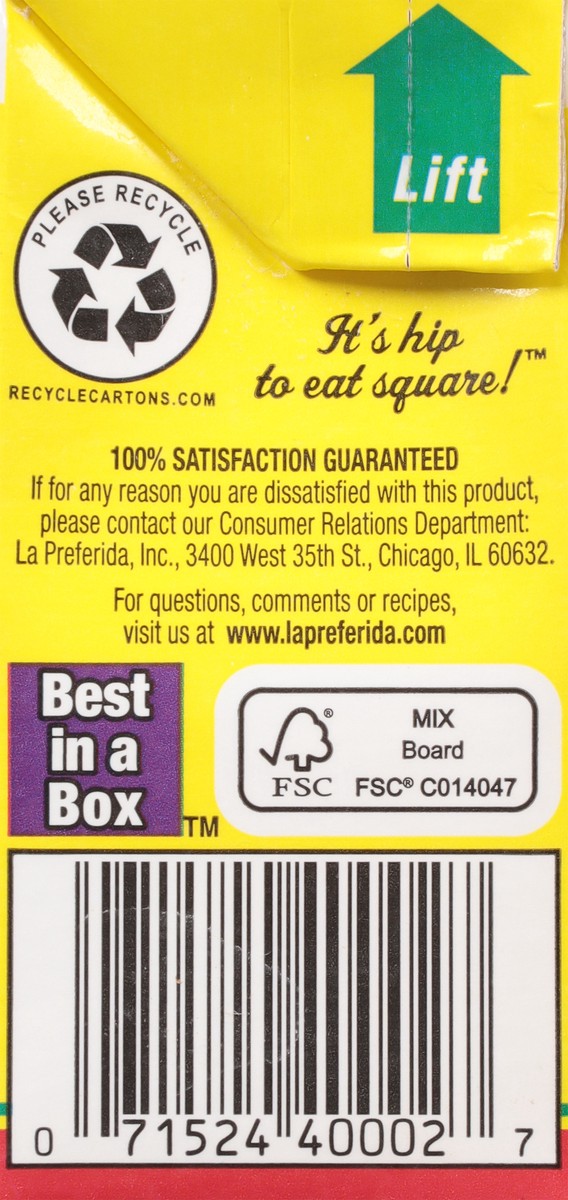 Lift
PLEASE RECYCLE
RECYCLECARTONS.COM
It's hip
to eat square!™
100% SATISFACTION GUARANTEED
If for any reason you are dissatisfied with this product,
please contact our Consumer Relations Department:
La Preferida, Inc., 3400 West 35th St., Chicago, IL 60632.
For questions, comments or recipes,
visit us at www.lapreferida.com
Best
in a
Box TM
®
MIX
Board
FSC FSC® C014047
0 71524 40002 7